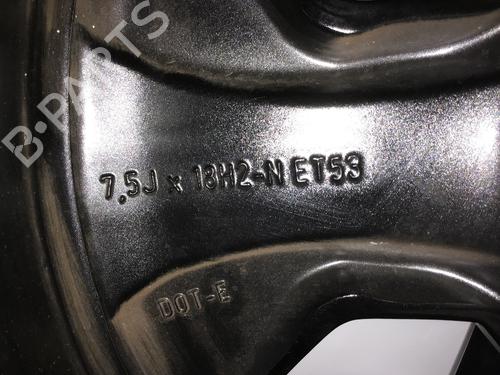 B-PARTS
7,5J x 18H2-N ET53
DOT-E